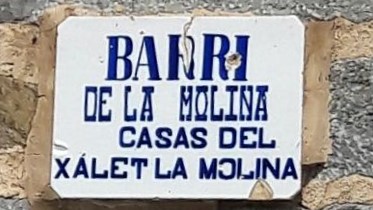 BARRI
DE LA MOLINA
CASAS DEL
XÁLET LA MOLINA